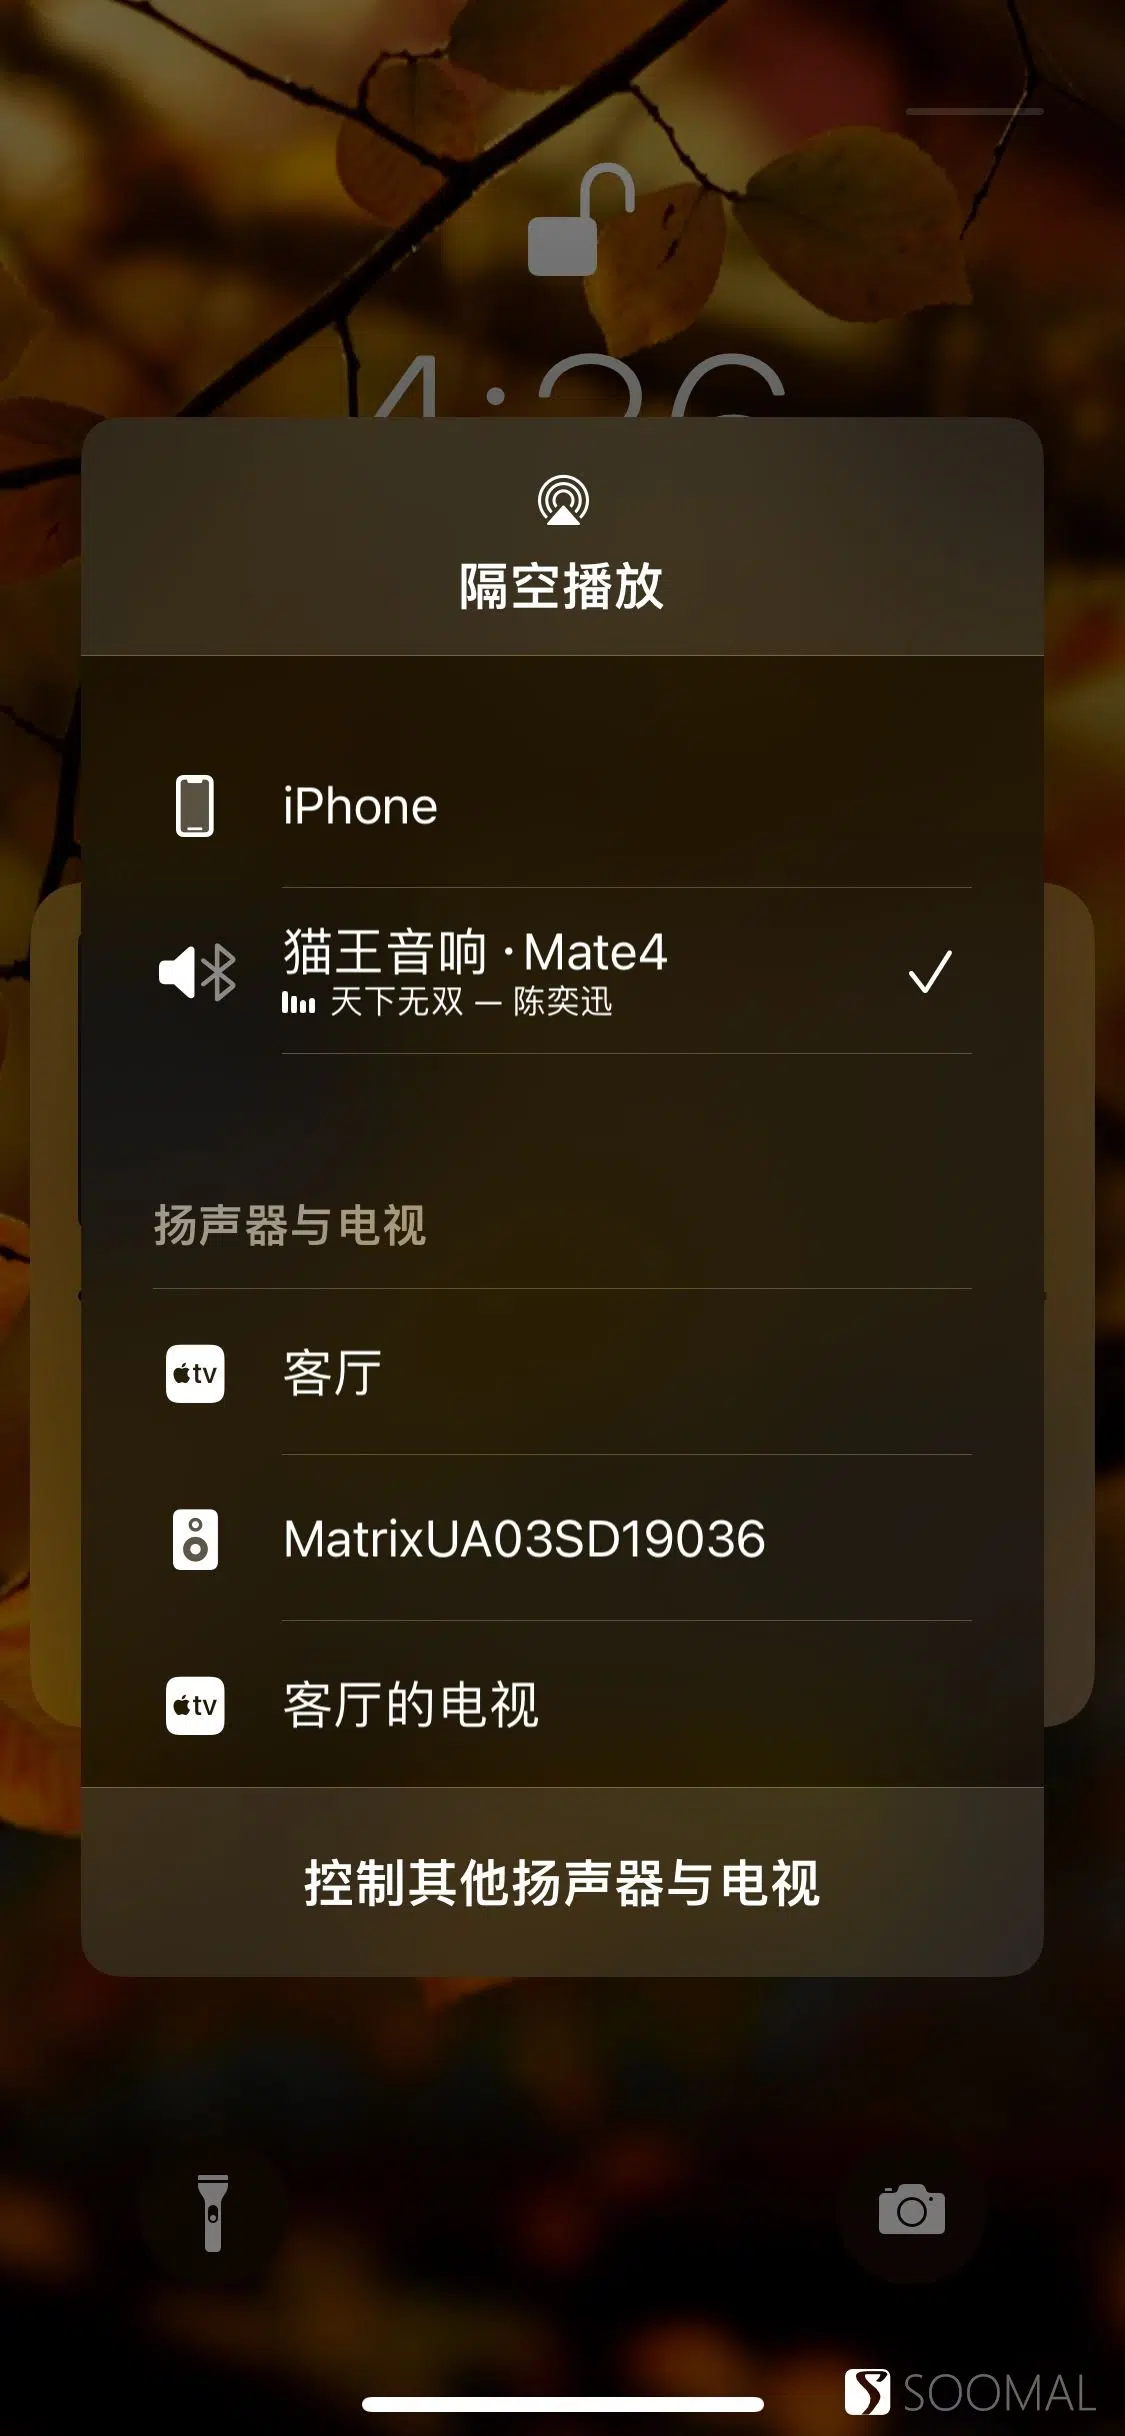 隔空播放
iPhone
猫王音响 · Mate4
天下无双 — 陈奕迅
扬声器与电视
tv
客厅
MatrixUA03SD19036
tv
客厅的电视
控制其他扬声器与电视
SOOMAL